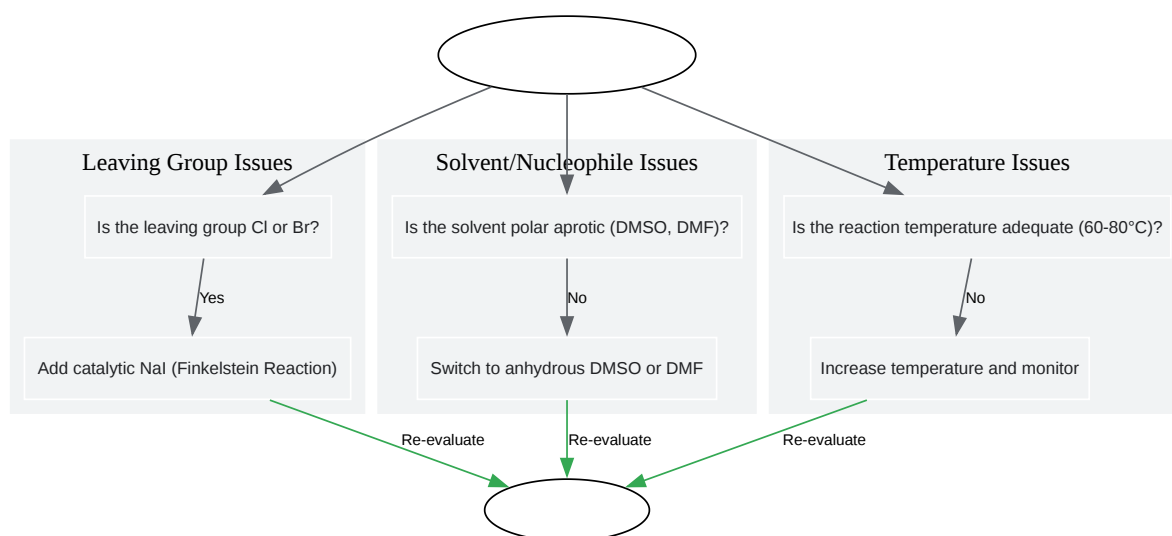 Leaving Group Issues
Solvent/Nucleophile Issues
Temperature Issues
Is the leaving group Cl or Br?
Is the solvent polar aprotic (DMSO, DMF)?
Is the reaction temperature adequate (60-80°C)?
Yes
No
No
Add catalytic NaI (Finkelstein Reaction)
Switch to anhydrous DMSO or DMF
Increase temperature and monitor
Re-evaluate
Re-evaluate
Re-evaluate